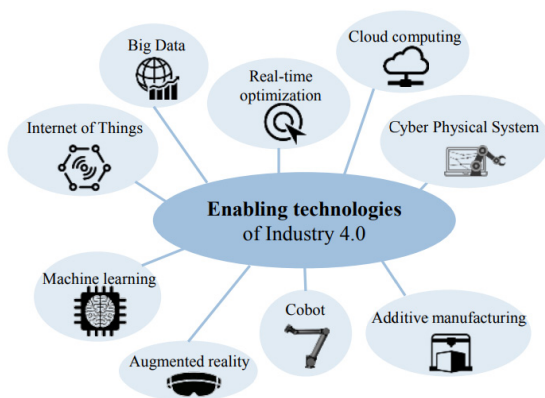 Big Data
Real-time
optimization
Cloud computing
Internet of Things
Cyber Physical System
Enabling technologies
of Industry 4.0
Machine learning
Augmented reality
Cobot
Additive manufacturing